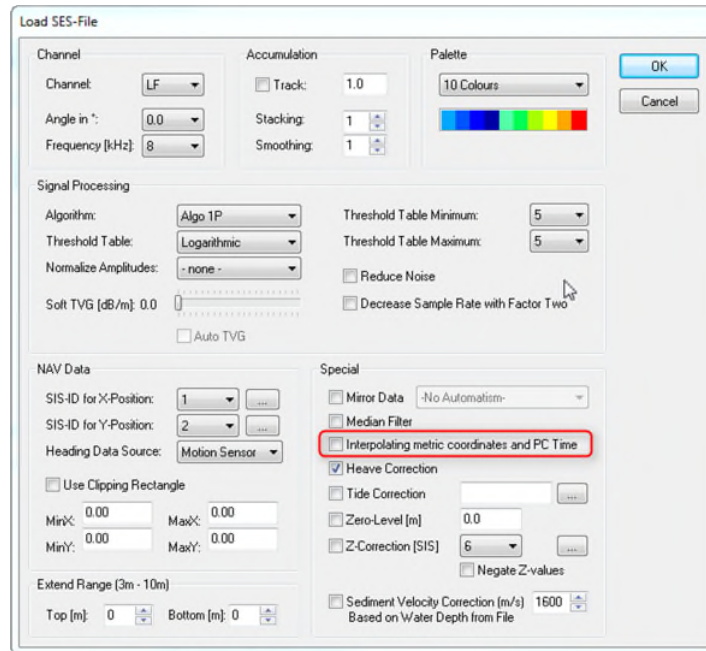 Load SES-File
Channel
Channel: LF
Angle in °: 0.0
Frequency [kHz]: 8
Accumulation
Track: 1.0
Stacking: 1
Smoothing: 1
Palette
10 Colours
OK
Cancel
Signal Processing
Algorithm: Algo 1P
Threshold Table: Logarithmic
Normalize Amplitudes: - none -
Soft TVG [dB/m]: 0.0
Auto TVG
Threshold Table Minimum: 5
Threshold Table Maximum: 5
Reduce Noise
Decrease Sample Rate with Factor Two
NAV Data
SIS-ID for X-Position: 1 ...
SIS-ID for Y-Position: 2 ...
Heading Data Source: Motion Sensor
Use Clipping Rectangle
MinX: 0.00 MaxX: 0.00
MinY: 0.00 MaxY: 0.00
Extend Range (3m - 10m)
Top [m]: 0 Bottom [m]: 0
Special
Mirror Data -No Automatism-
Median Filter
Interpolating metric coordinates and PC Time
Heave Correction
Tide Correction ...
Zero-Level [m] 0.0
Z-Correction [SIS] 6 ...
Negate Z-values
Sediment Velocity Correction (m/s) 1600
Based on Water Depth from File